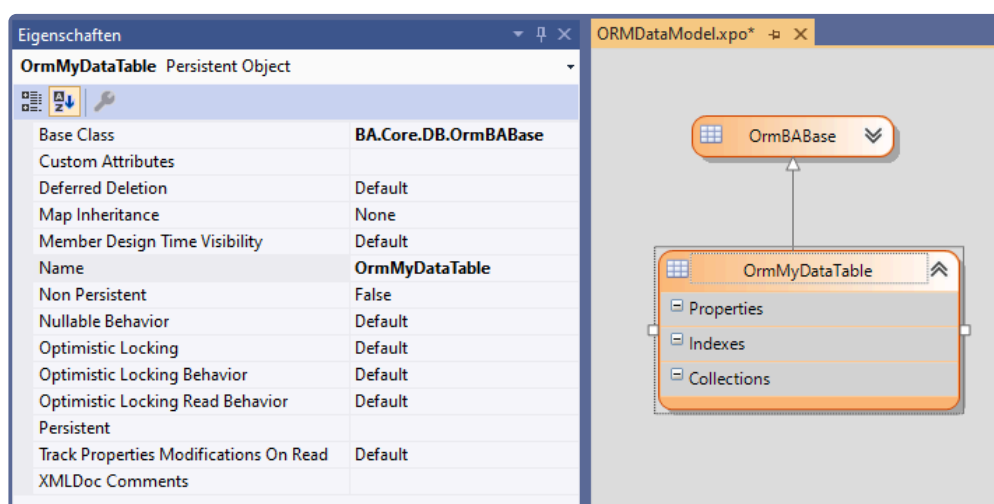 Eigenschaften
OrmMyDataTable Persistent Object
Base Class BA.Core.DB.OrmBABase
Custom Attributes
Deferred Deletion Default
Map Inheritance None
Member Design Time Visibility Default
Name OrmMyDataTable
Non Persistent False
Nullable Behavior Default
Optimistic Locking Default
Optimistic Locking Behavior Default
Optimistic Locking Read Behavior Default
Persistent
Track Properties Modifications On Read Default
XMLDoc Comments
ORMDataModel.xpo*
OrmBABase
OrmMyDataTable
Properties
Indexes
Collections